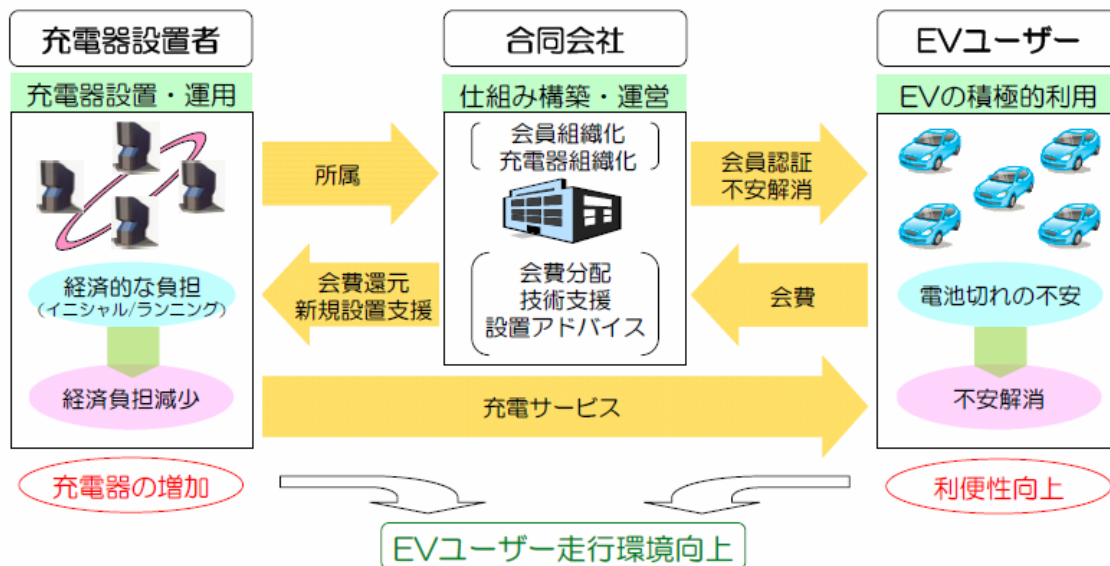 充電器設置者
充電器設置・運用
経済的な負担
（イニシャル/ランニング）
経済負担減少
充電器の増加
所属
会費還元
新規設置支援
合同会社
仕組み構築・運営
会員組織化
充電器組織化
会費分配
技術支援
設置アドバイス
会員認証
不安解消
会費
充電サービス
EVユーザー
EVの積極的利用
電池切れの不安
不安解消
利便性向上
EVユーザー走行環境向上